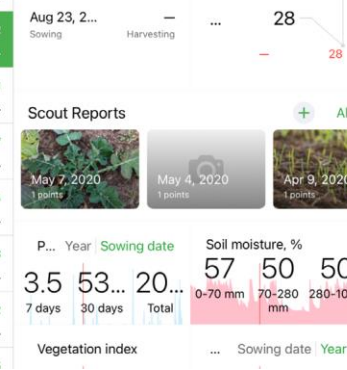 Aug 23, 2... — ... 28
Sowing Harvesting
— 28
Scout Reports + Al
May 7, 2020 May 4, 2020 Apr 9, 2020
1 points 1 points 1 points
P... Year Sowing date Soil moisture, %
3.5 53... 20... 57 50 50
7 days 30 days Total 0-70 mm 70-280 mm 280-10
Vegetation index ... Sowing date Year